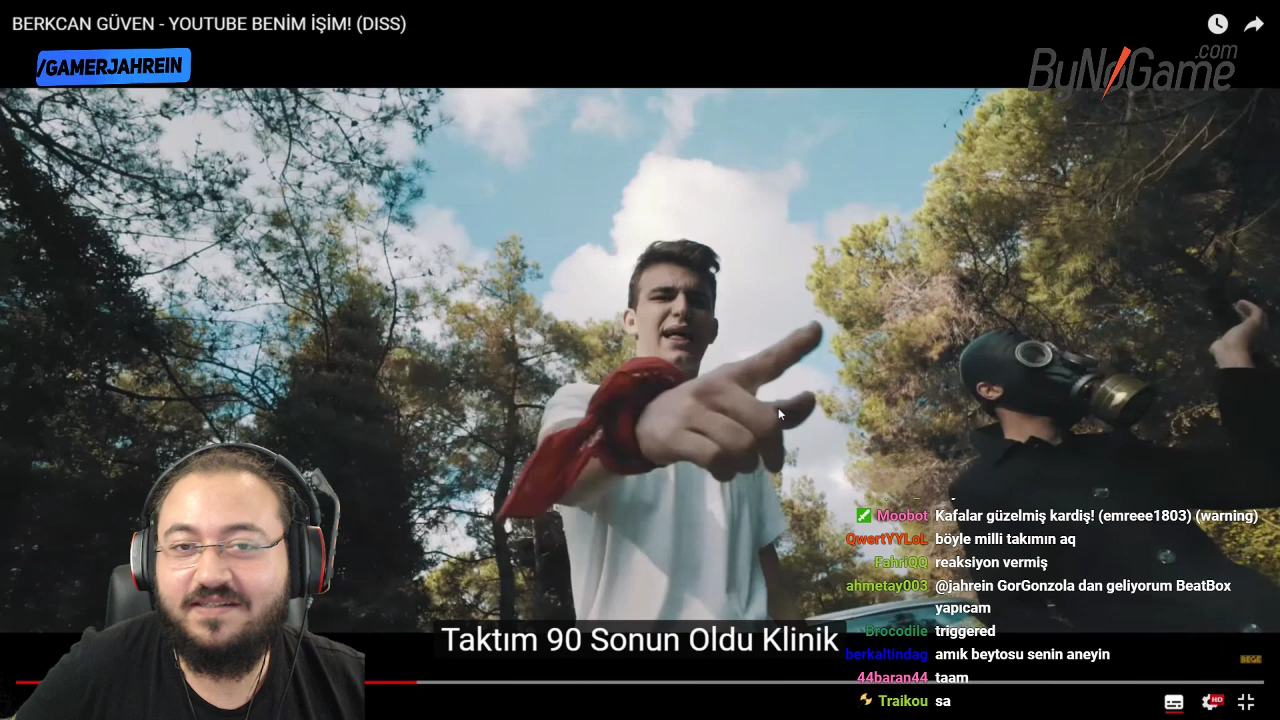 BERKCAN GÜVEN - YOUTUBE BENİM İŞİM! (DISS)
/GAMERJAHREIN
ByNoGame.com
Moobot Kafalar güzelmiş kardiş! (emreee1803) (warning)
QwertYYLoL böyle milli takımın aq
FahriQQ reaksiyon vermiş
ahmetay003 @jahrein GorGonzola dan geliyorum BeatBox
yapıcam
Brocodile triggered
Taktım 90 Sonun Oldu Klinik
berkaltindag amık beytosu senin aneyin
BEGE
44baran44 taam
Traikou sa
HD